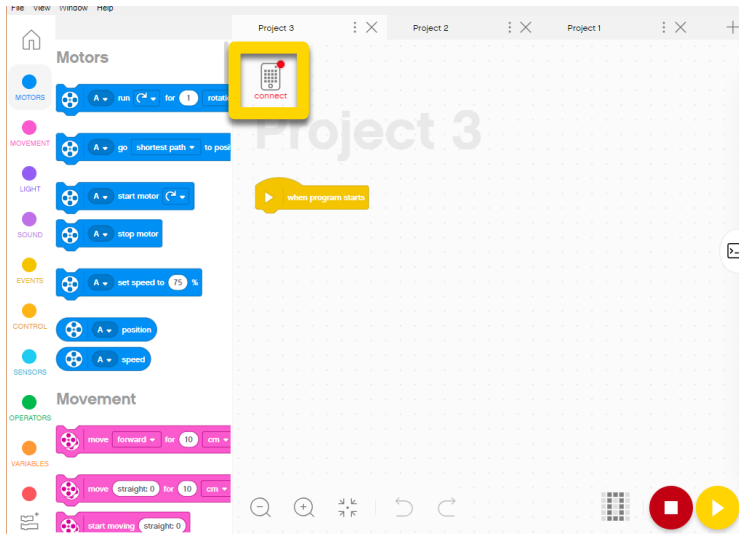 File View Window Help
Project 3
Project 2
Project 1
Motors
connect
Project 3
MOTORS
A run for 1 rotati
MOVEMENT
A go shortest path to posi
LIGHT
A start motor
when program starts
SOUND
A stop motor
EVENTS
A set speed to 75 %
CONTROL
A position
SENSORS
A speed
Movement
OPERATORS
move forward for 10 cm
VARIABLES
move straight: 0 for 10 cm
start moving straight: 0